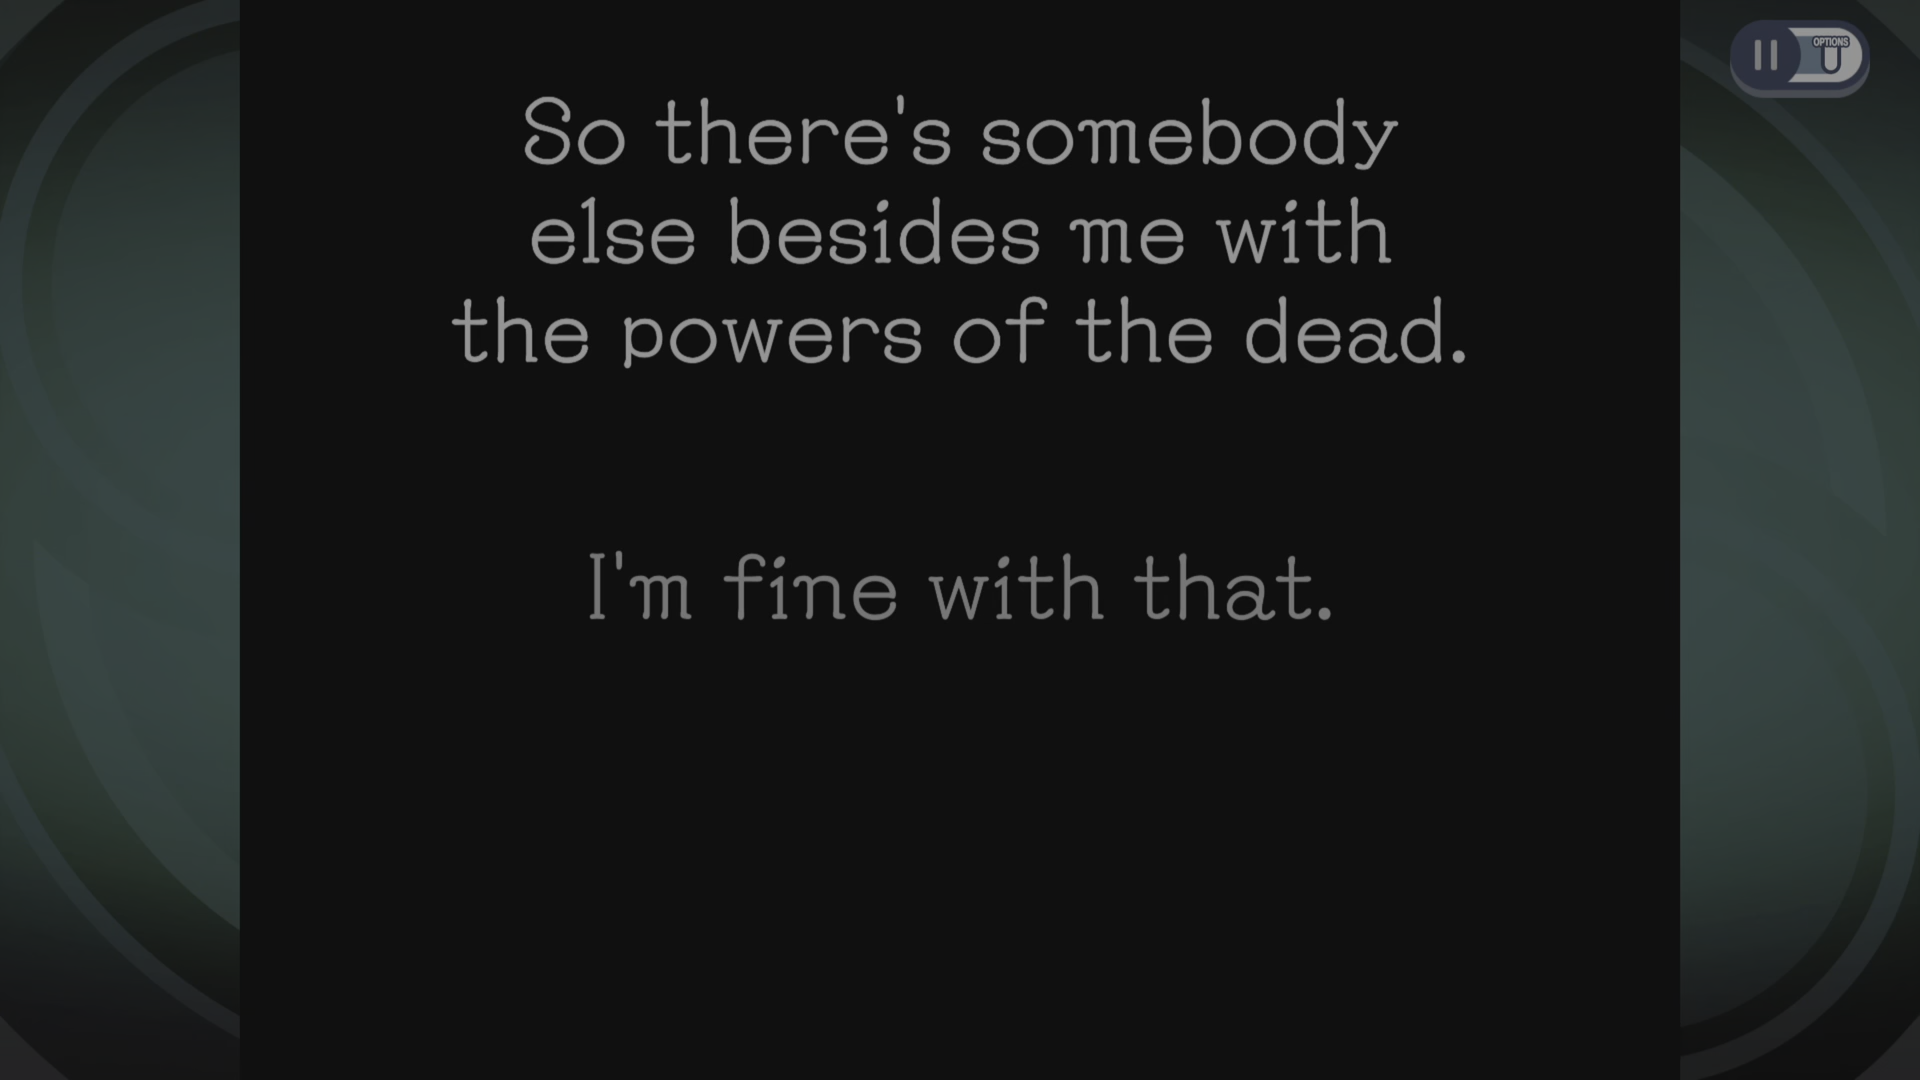 OPTIONS
So there's somebody
else besides me with
the powers of the dead.
I'm fine with that.